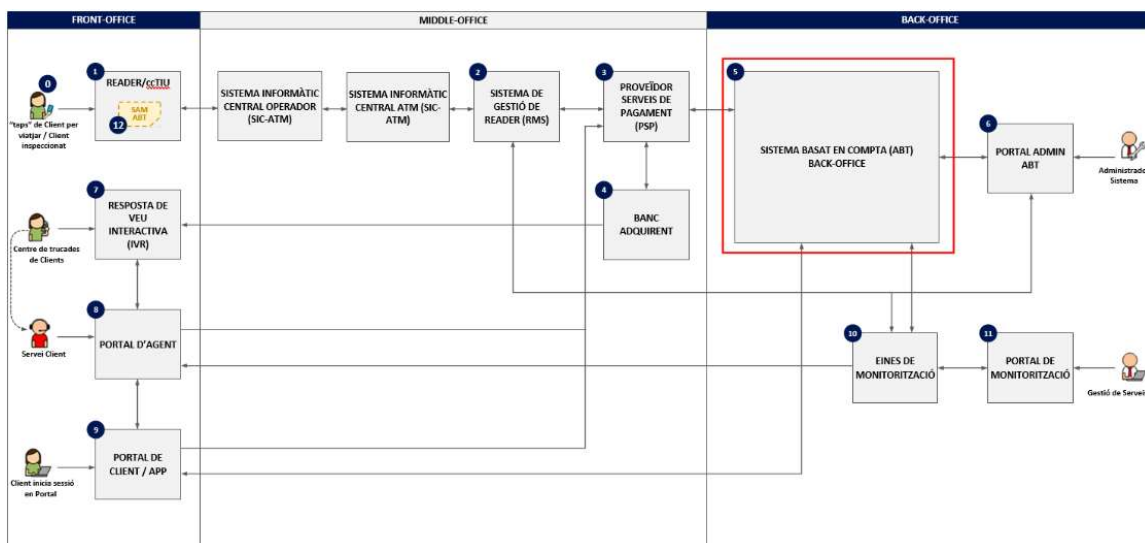 FRONT-OFFICE
MIDDLE-OFFICE
BACK-OFFICE
0
"taps" de Client per
viatjar / Client
inspeccionat
1
READER/ccTIU
SAM
ABT
12
SISTEMA INFORMÀTIC
CENTRAL OPERADOR
(SIC-ATM)
SISTEMA INFORMÀTIC
CENTRAL ATM (SIC-
ATM)
2
SISTEMA DE
GESTIÓ DE
READER (RMS)
3
PROVEÏDOR
SERVEIS DE
PAGAMENT
(PSP)
5
SISTEMA BASAT EN COMPTA (ABT)
BACK-OFFICE
6
PORTAL ADMIN
ABT
Administrado
Sistema
7
RESPOSTA DE
VEU
INTERACTIVA
(IVR)
4
BANC
ADQUIRENT
Centre de trucades
de Clients
8
PORTAL D'AGENT
Servei Client
10
EINES DE
MONITORITZACIÓ
11
PORTAL DE
MONITORITZACIÓ
Gestió de Servei
9
PORTAL DE
CLIENT / APP
Client inicia sessió
en Portal